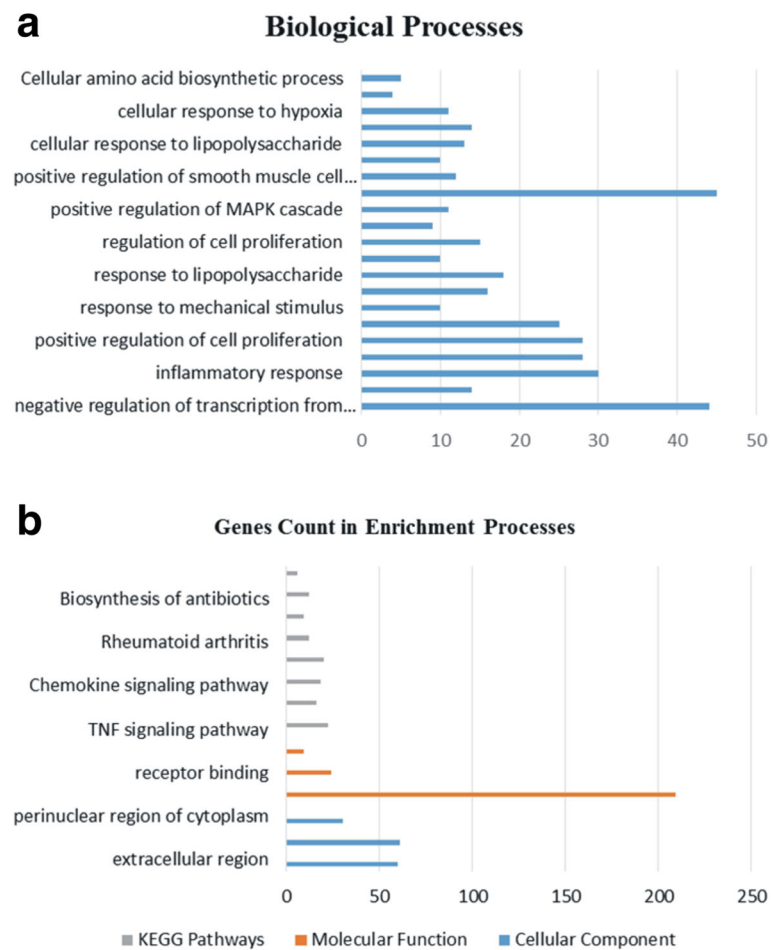 a
Biological Processes
Cellular amino acid biosynthetic process
cellular response to hypoxia
cellular response to lipopolysaccharide
positive regulation of smooth muscle cell...
positive regulation of MAPK cascade
regulation of cell proliferation
response to lipopolysaccharide
response to mechanical stimulus
positive regulation of cell proliferation
inflammatory response
negative regulation of transcription from...
0 10 20 30 40 50
b
Genes Count in Enrichment Processes
Biosynthesis of antibiotics
Rheumatoid arthritis
Chemokine signaling pathway
TNF signaling pathway
receptor binding
perinuclear region of cytoplasm
extracellular region
0 50 100 150 200 250
KEGG Pathways Molecular Function Cellular Component